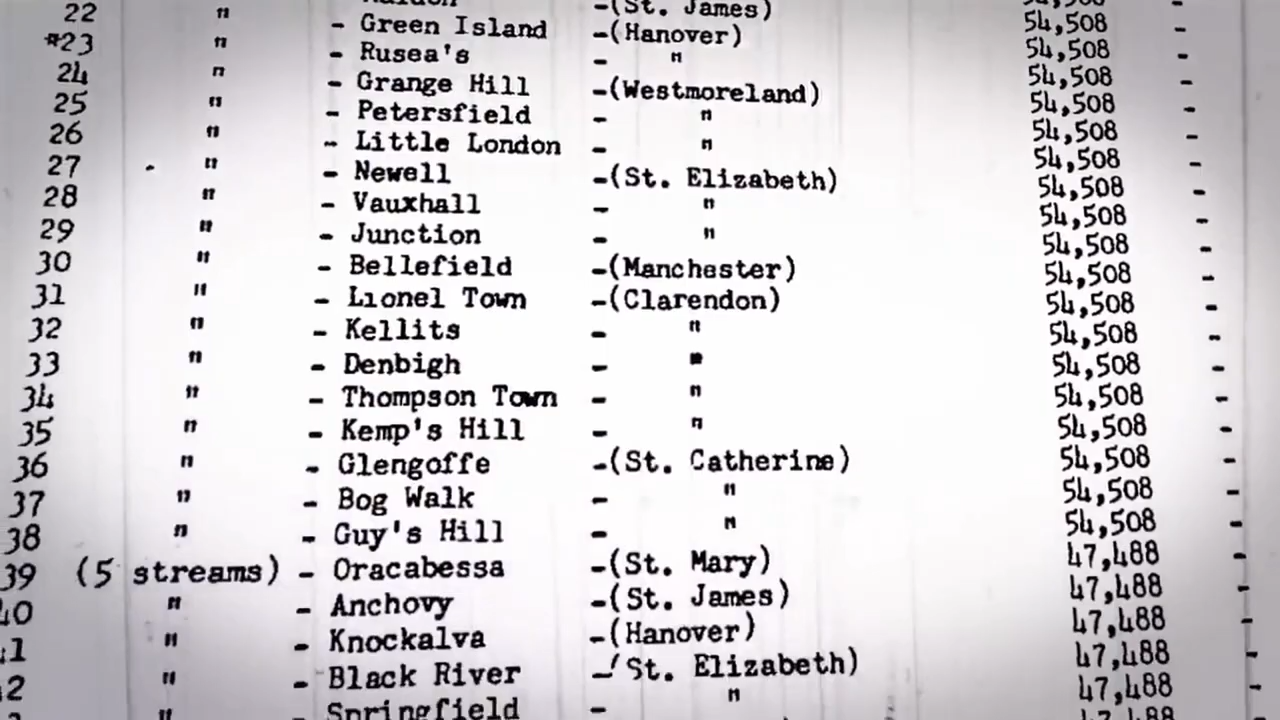 (St. James) 54,508 -
22 " - Green Island -(Hanover) 54,508 -
*23 " - Rusea's - " 54,508 -
24 " - Grange Hill -(Westmoreland) 54,508 -
25 " - Petersfield - " 54,508 -
26 " - Little London - " 54,508 -
27 " - Newell -(St. Elizabeth) 54,508 -
28 " - Vauxhall - " 54,508 -
29 " - Junction - " 54,508 -
30 " - Bellefield -(Manchester) 54,508 -
31 " - Lionel Town -(Clarendon) 54,508 -
32 " - Kellits - " 54,508 -
33 " - Denbigh - " 54,508 -
34 " - Thompson Town - " 54,508 -
35 " - Kemp's Hill - " 54,508 -
36 " - Glengoffe -(St. Catherine) 54,508 -
37 " - Bog Walk - " 54,508 -
38 " - Guy's Hill - " 54,508 -
39 (5 streams) - Oracabessa -(St. Mary) 47,488 -
40 " - Anchovy -(St. James) 47,488 -
41 " - Knockalva -(Hanover) 47,488 -
42 " - Black River -(St. Elizabeth) 47,488 -
" - Springfield - " 47,488 -